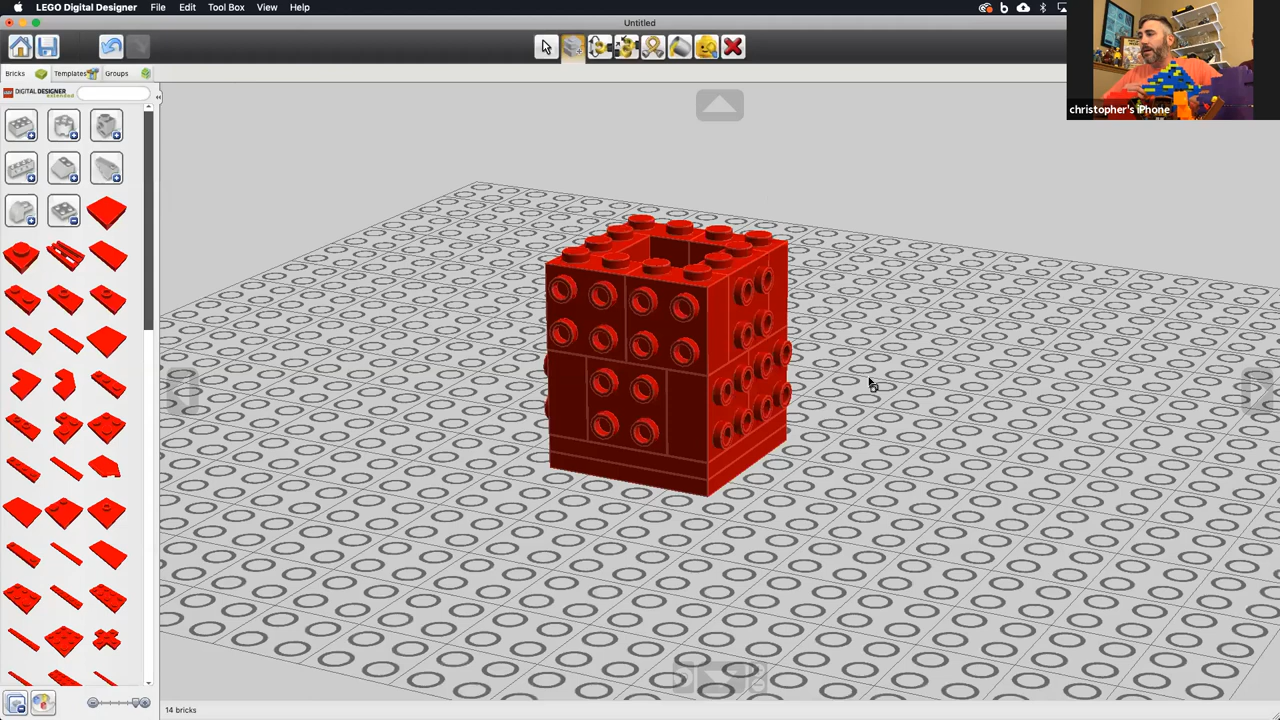 LEGO Digital Designer File Edit Tool Box View Help
Untitled
Bricks Templates Groups
DIGITAL DESIGNER
extended
christopher's iPhone
14 bricks